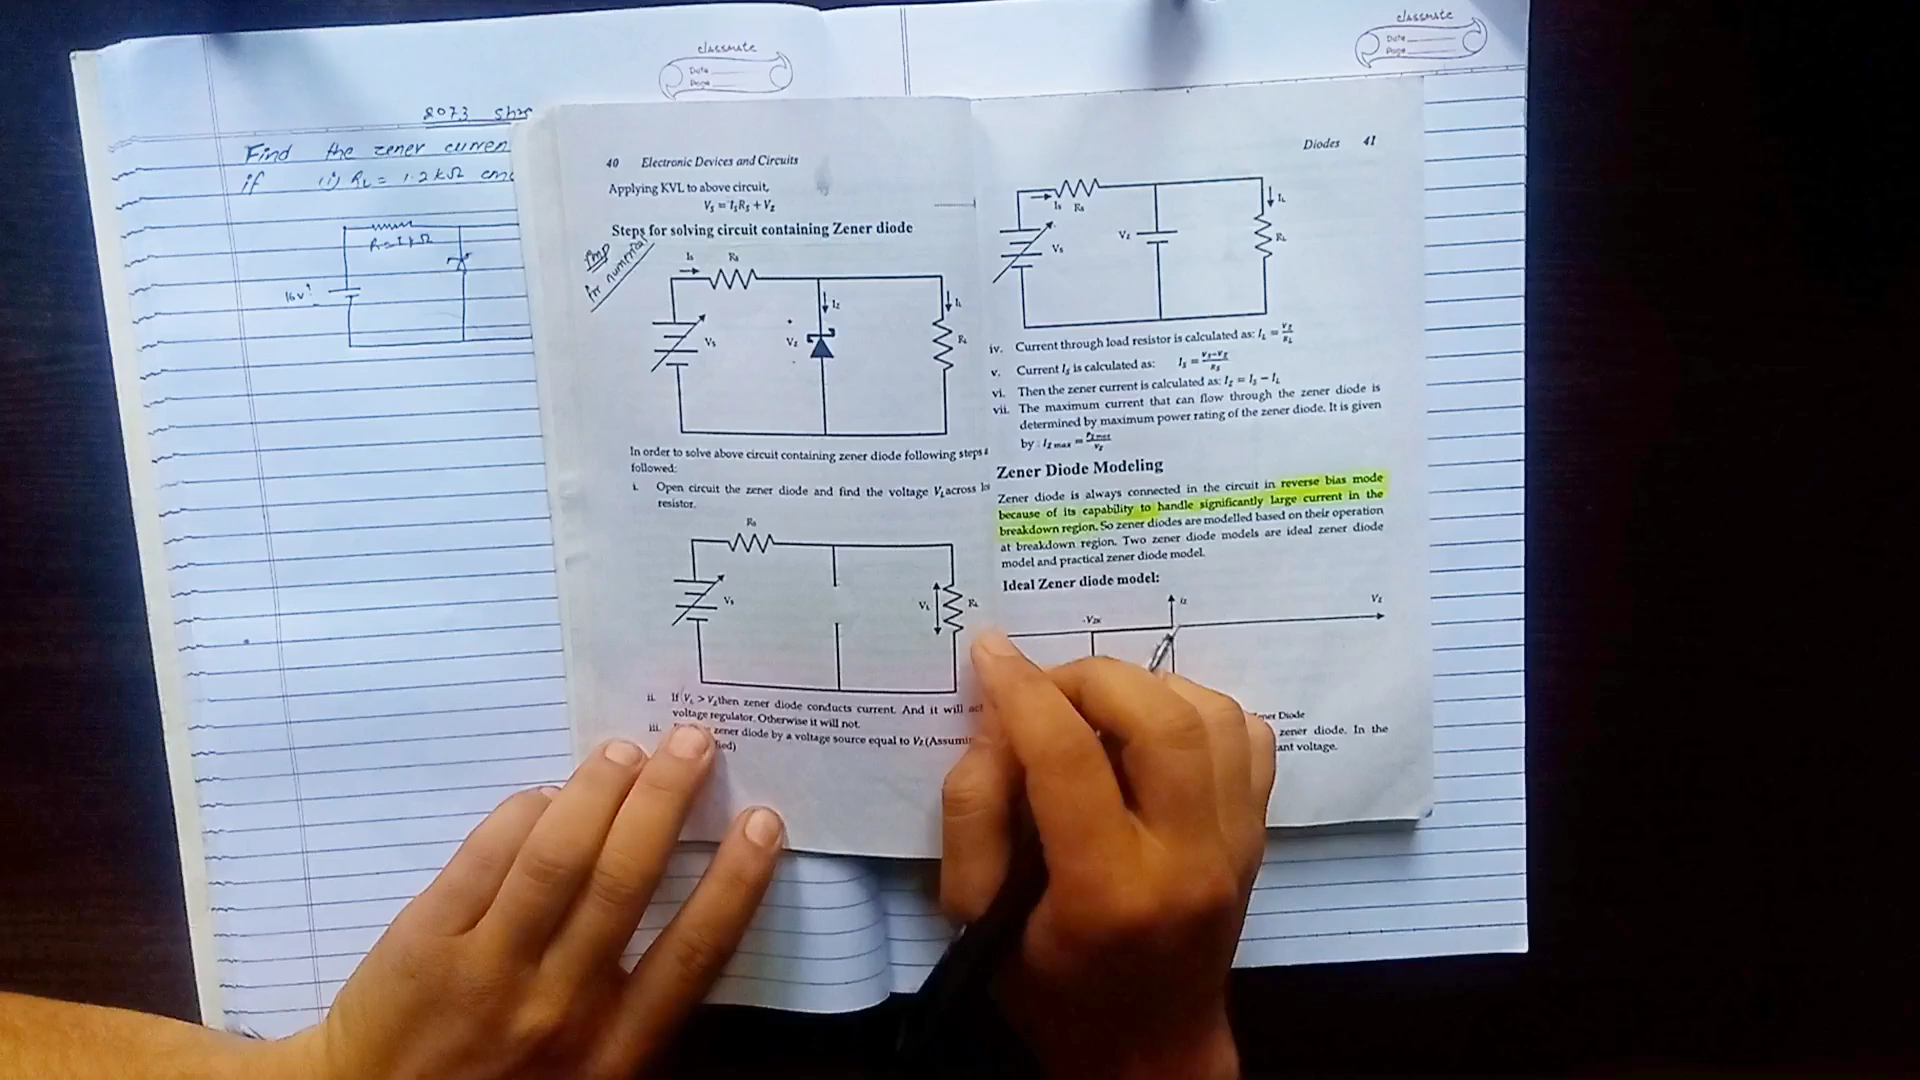 classmate
Date
Page
classmate
Date
Page
2073
Find the zener curren
if (i) RL = 1.2kΩ and
R=1kΩ
16v
40 Electronic Devices and Circuits
Applying KVL to above circuit,
Vs = IsRs + Vz
Steps for solving circuit containing Zener diode
Imp
for numerical
Is Rs
Iz
IL
Vs
Vz
RL
In order to solve above circuit containing zener diode following steps a
followed:
i. Open circuit the zener diode and find the voltage VL across lo
resistor.
Rs
Vs
VL
RL
ii. If VL > Vz then zener diode conducts current. And it will act
voltage regulator. Otherwise it will not.
iii. zener diode by a voltage source equal to Vz (Assumin
Diodes 41
Is Rs
IL
Vs
Vz
RL
iv. Current through load resistor is calculated as: IL = Vz/RL
v. Current Is is calculated as: Is = Vs−Vz/Rs
vi. Then the zener current is calculated as: Iz = Is − IL
vii. The maximum current that can flow through the zener diode is
determined by maximum power rating of the zener diode. It is given
by : Iz max = Pz max/Vz
Zener Diode Modeling
Zener diode is always connected in the circuit in reverse bias mode
because of its capability to handle significantly large current in the
breakdown region. So zener diodes are modelled based on their operation
at breakdown region. Two zener diode models are ideal zener diode
model and practical zener diode model.
Ideal Zener diode model:
iz
Vz
-Vzk
ner Diode
zener diode. In the
ant voltage.